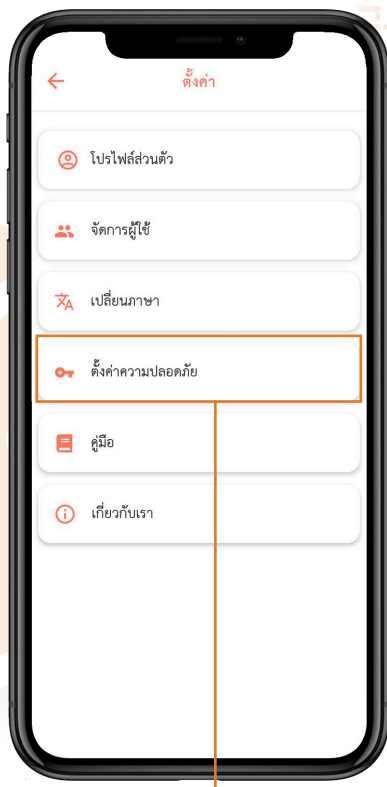 ตั้งค่า
โปรไฟล์ส่วนตัว
จัดการผู้ใช้
เปลี่ยนภาษา
ตั้งค่าความปลอดภัย
คู่มือ
เกี่ยวกับเรา